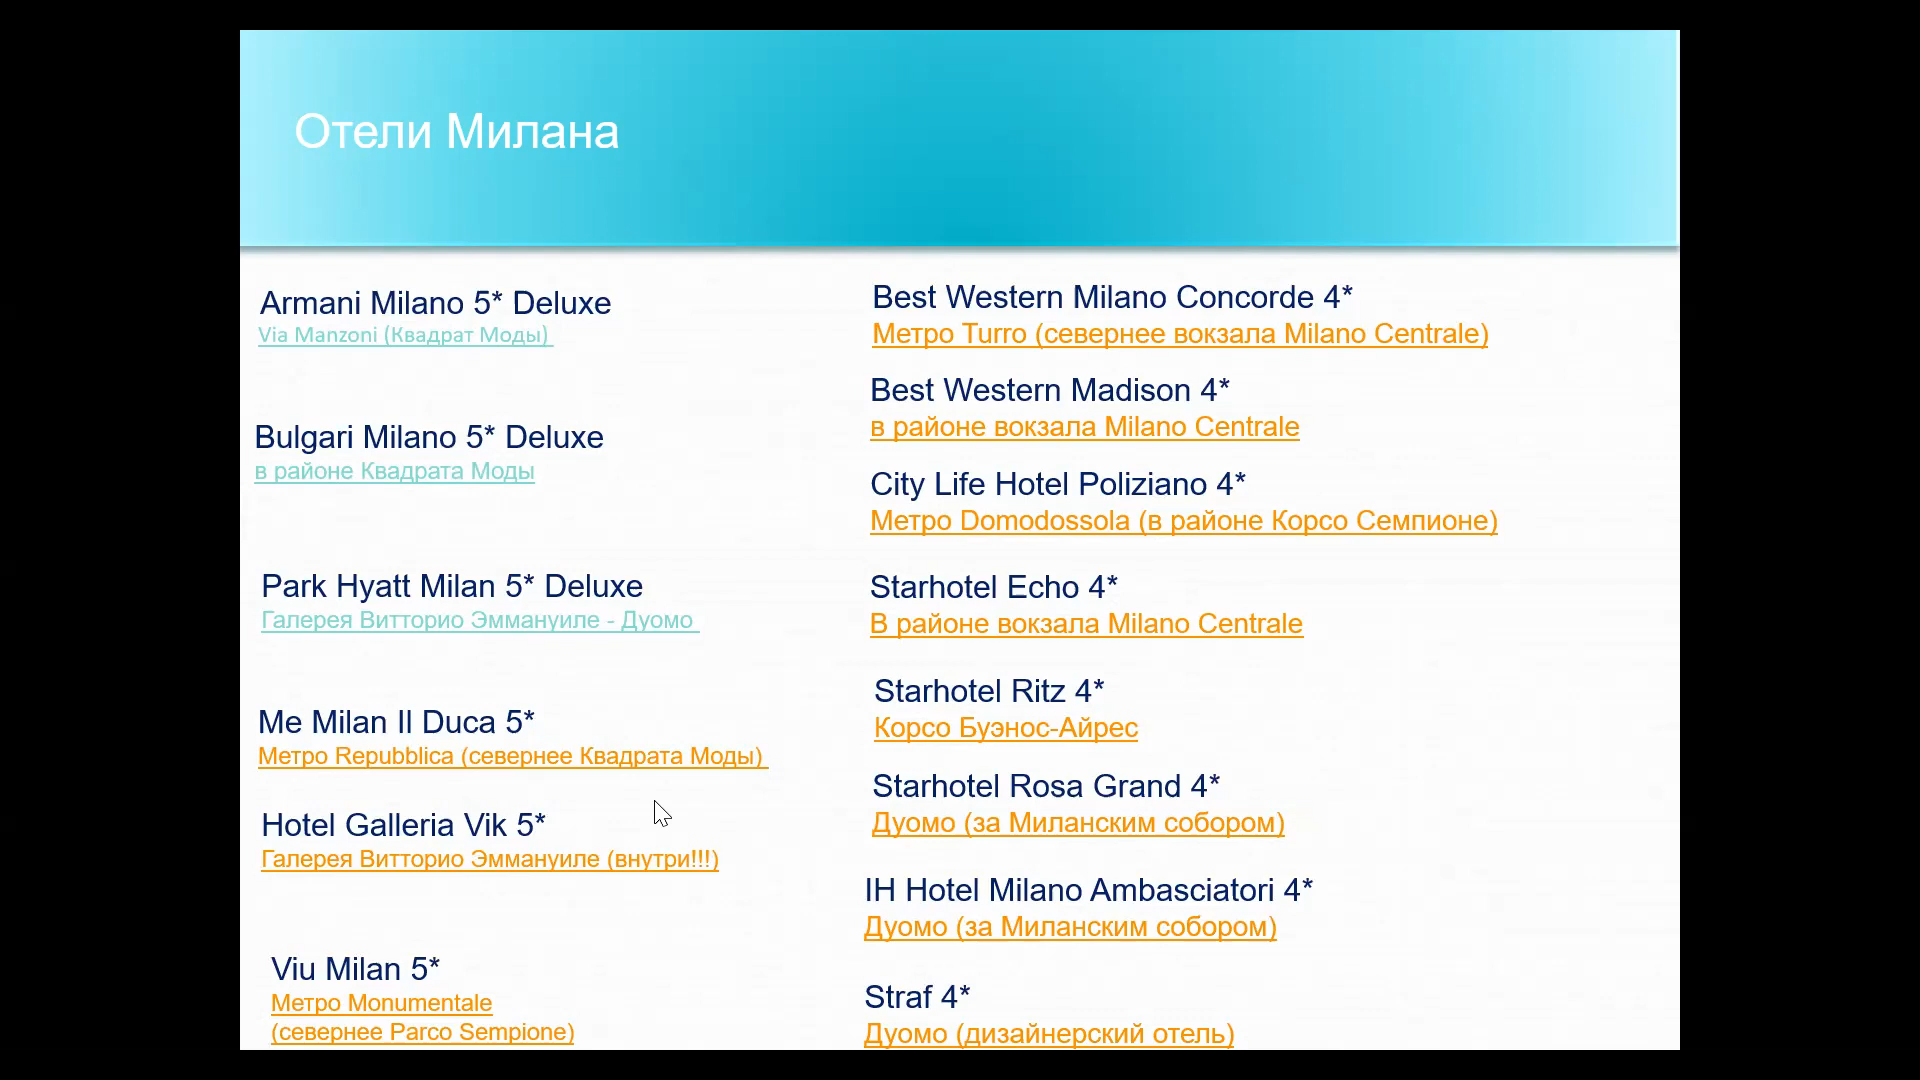 Отели Милана
Armani Milano 5* Deluxe
Via Manzoni (Квадрат Моды)
Bulgari Milano 5* Deluxe
в районе Квадрата Моды
Park Hyatt Milan 5* Deluxe
Галерея Витторио Эммануиле - Дуомо
Me Milan Il Duca 5*
Метро Repubblica (севернее Квадрата Моды)
Hotel Galleria Vik 5*
Галерея Витторио Эммануиле (внутри!!!)
Viu Milan 5*
Метро Monumentale
(севернее Parco Sempione)
Best Western Milano Concorde 4*
Метро Turro (севернее вокзала Milano Centrale)
Best Western Madison 4*
в районе вокзала Milano Centrale
City Life Hotel Poliziano 4*
Метро Domodossola (в районе Корсо Семпионе)
Starhotel Echo 4*
В районе вокзала Milano Centrale
Starhotel Ritz 4*
Корсо Буэнос-Айрес
Starhotel Rosa Grand 4*
Дуомо (за Миланским собором)
IH Hotel Milano Ambasciatori 4*
Дуомо (за Миланским собором)
Straf 4*
Дуомо (дизайнерский отель)